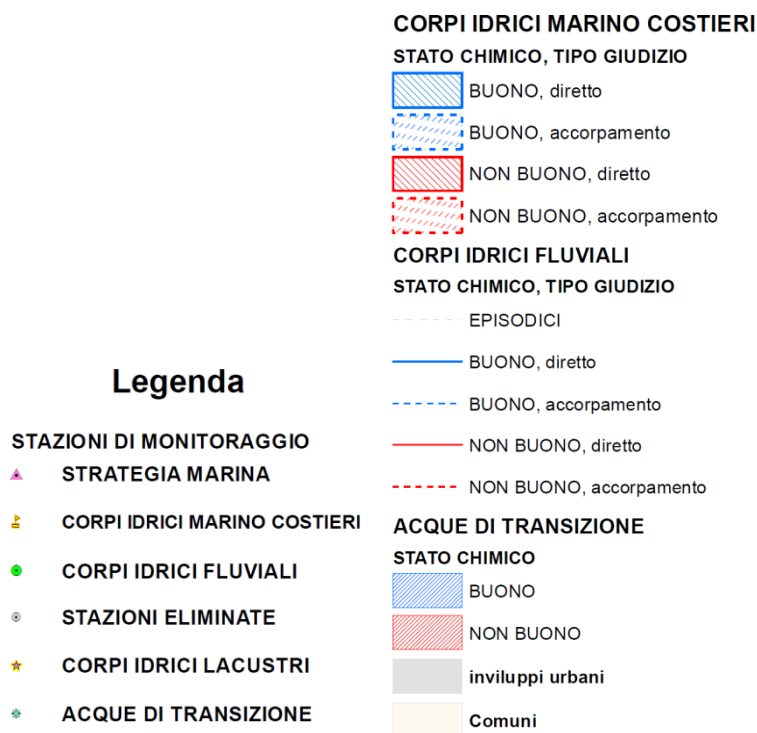 Legenda
STAZIONI DI MONITORAGGIO
STRATEGIA MARINA
CORPI IDRICI MARINO COSTIERI
CORPI IDRICI FLUVIALI
STAZIONI ELIMINATE
CORPI IDRICI LACUSTRI
ACQUE DI TRANSIZIONE
CORPI IDRICI MARINO COSTIERI
STATO CHIMICO, TIPO GIUDIZIO
BUONO, diretto
BUONO, accorpamento
NON BUONO, diretto
NON BUONO, accorpamento
CORPI IDRICI FLUVIALI
STATO CHIMICO, TIPO GIUDIZIO
EPISODICI
BUONO, diretto
BUONO, accorpamento
NON BUONO, diretto
NON BUONO, accorpamento
ACQUE DI TRANSIZIONE
STATO CHIMICO
BUONO
NON BUONO
inviluppi urbani
Comuni